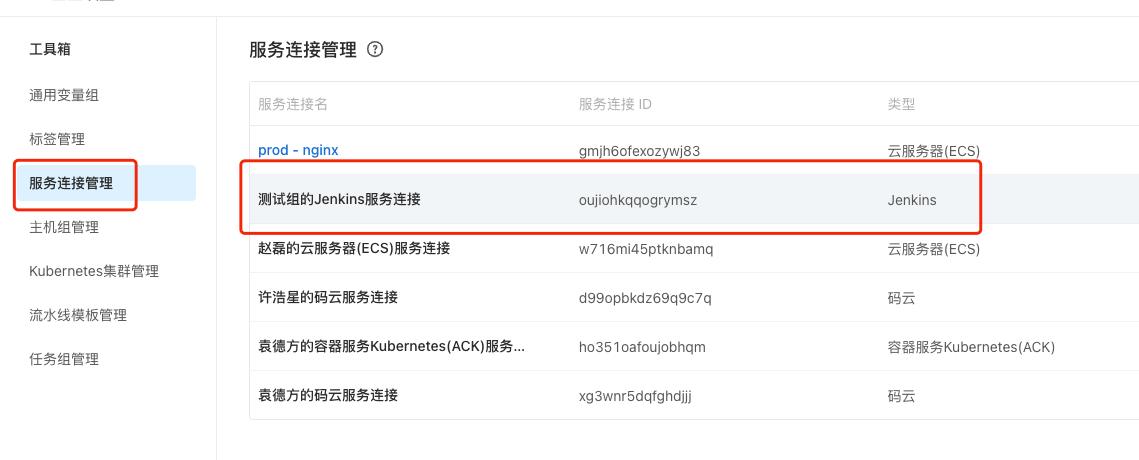 工具箱
通用变量组
标签管理
服务连接管理
主机组管理
Kubernetes集群管理
流水线模板管理
任务组管理
服务连接管理 ?
服务连接名 服务连接 ID 类型
prod - nginx gmjh6ofexozywj83 云服务器(ECS)
测试组的Jenkins服务连接 oujiohkqqogrymsz Jenkins
赵磊的云服务器(ECS)服务连接 w716mi45ptknbamq 云服务器(ECS)
许浩星的码云服务连接 d99opbkdz69q9c7q 码云
袁德方的容器服务Kubernetes(ACK)服务... ho351oafoujobhqm 容器服务Kubernetes(ACK)
袁德方的码云服务连接 xg3wnr5dqfghdjjj 码云